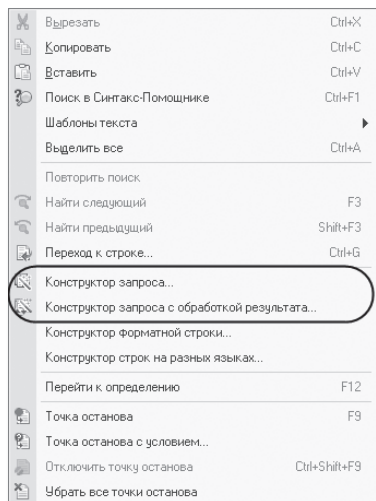 Вырезать Ctrl+X
Копировать Ctrl+C
Вставить Ctrl+V
Поиск в Синтакс-Помощнике Ctrl+F1
Шаблоны текста
Выделить все Ctrl+A
Повторить поиск
Найти следующий F3
Найти предыдущий Shift+F3
Переход к строке... Ctrl+G
Конструктор запроса...
Конструктор запроса с обработкой результата...
Конструктор форматной строки...
Конструктор строк на разных языках...
Перейти к определению F12
Точка останова F9
Точка останова с условием...
Отключить точку останова Ctrl+Shift+F9
Убрать все точки останова